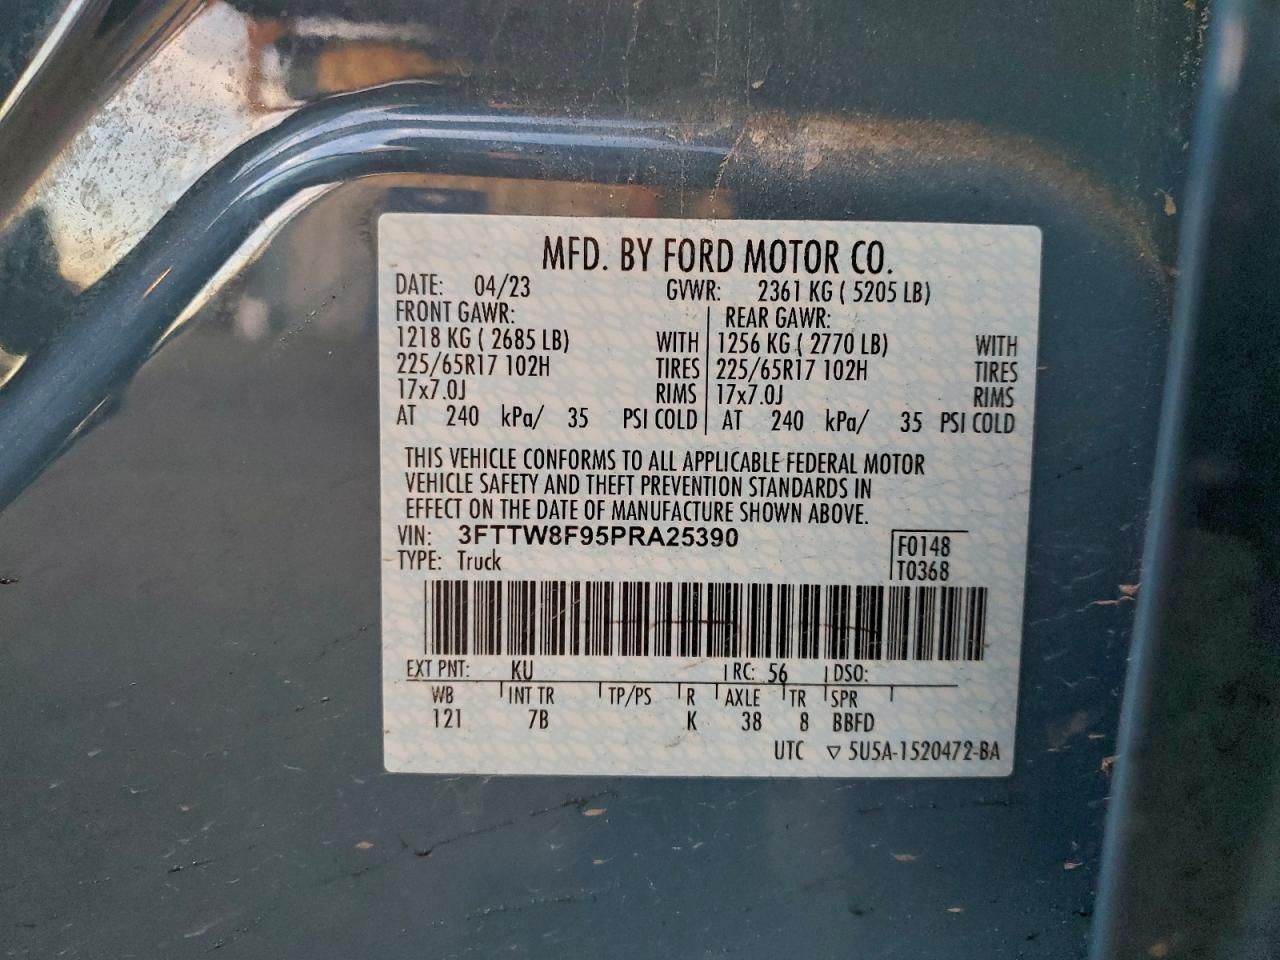 MFD. BY FORD MOTOR CO.
DATE: 04/23 GVWR: 2361 KG ( 5205 LB)
FRONT GAWR: REAR GAWR:
1218 KG ( 2685 LB) WITH 1256 KG ( 2770 LB) WITH
225/65R17 102H TIRES 225/65R17 102H TIRES
17x7.0J RIMS 17x7.0J RIMS
AT 240 kPa/ 35 PSI COLD AT 240 kPa/ 35 PSI COLD
THIS VEHICLE CONFORMS TO ALL APPLICABLE FEDERAL MOTOR
VEHICLE SAFETY AND THEFT PREVENTION STANDARDS IN
EFFECT ON THE DATE OF MANUFACTURE SHOWN ABOVE.
VIN: 3FTTW8F95PRA25390 F0148
TYPE: Truck T0368
EXT PNT: KU RC: 56 DSO:
WB INT TR TP/PS R AXLE TR SPR
121 7B K 38 8 BBFD
UTC ▽ 5U5A-1520472-BA